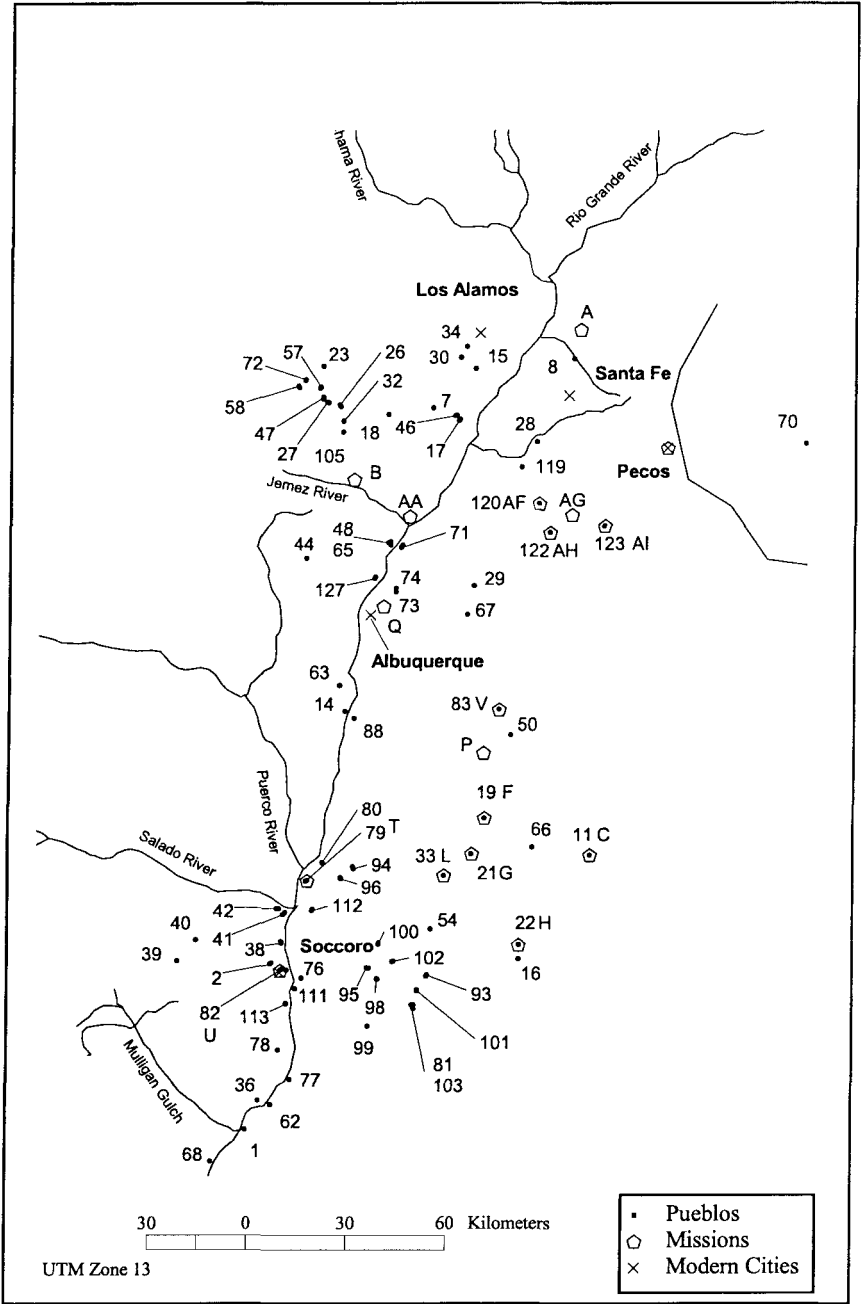 hama River
Rio Grande River
Los Alamos
A
34
57
23
26
30
15
8
Santa Fe
72
32
58
7
47
46
28
70
18
17
27
105
119
B
Pecos
Jemez River
AA
120 AF
AG
48
71
44
65
122 AH
123 AI
127
74
29
73
67
Q
Albuquerque
63
83 V
14
50
88
P
Puerco River
19 F
80
79 T
66
11 C
Salado River
94
33 L
21G
96
42
112
40
41
54
22 H
38
Soccoro
100
39
102
2
76
16
82
111
95
98
93
113
U
99
101
78
81
103
Mulligan Gulch
36
77
62
68
1
30 0 30 60 Kilometers
UTM Zone 13
Pueblos
Missions
Modern Cities